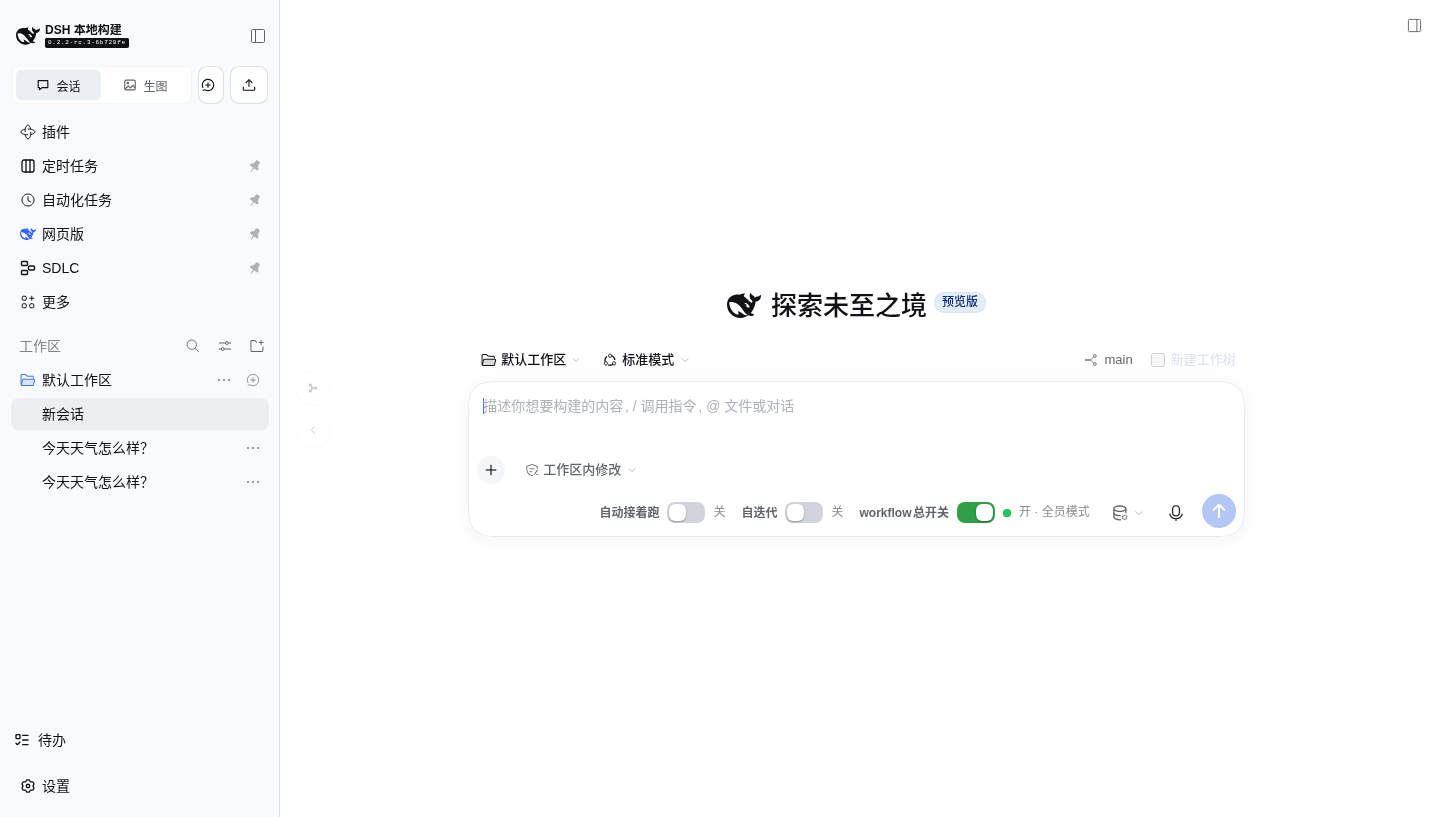 DSH 本地构建
0.2.2-rc.3-6b729fe
会话
生图
插件
定时任务
自动化任务
网页版
SDLC
更多
工作区
默认工作区
新会话
今天天气怎么样?
今天天气怎么样?
待办
设置
探索未至之境 预览版
默认工作区 标准模式 main 新建工作树
描述你想要构建的内容, / 调用指令, @ 文件或对话
工作区内修改
自动接着跑 关 自迭代 关 workflow总开关 开 · 全员模式